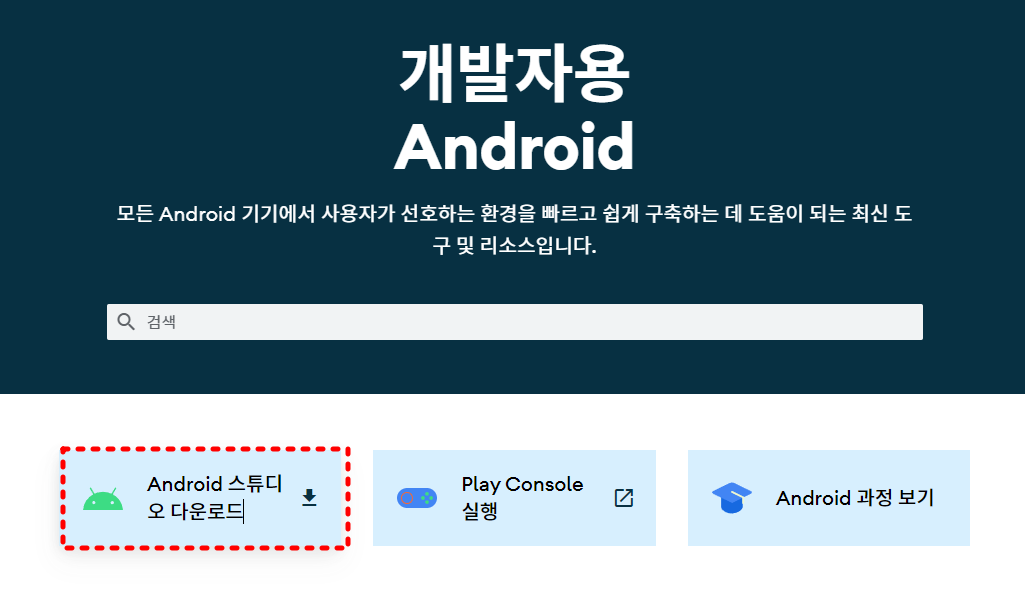 개발자용
Android
모든 Android 기기에서 사용자가 선호하는 환경을 빠르고 쉽게 구축하는 데 도움이 되는 최신 도
구 및 리소스입니다.
검색
Android 스튜디
오 다운로드
Play Console
실행
Android 과정 보기